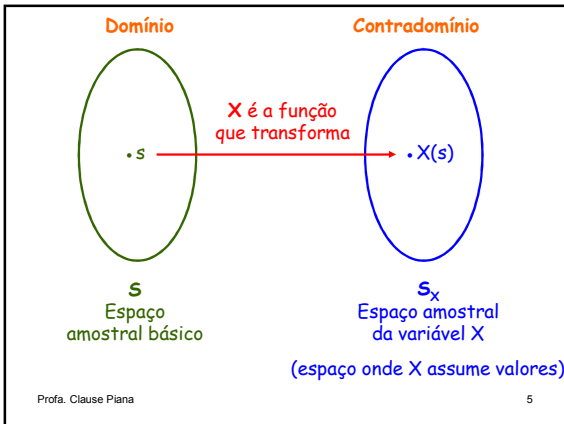 Domínio
Contradomínio
X é a função
que transforma
s
X(s)
S
Espaço
amostral básico
Sx
Espaço amostral
da variável X
(espaço onde X assume valores)
Profa. Clause Piana
5